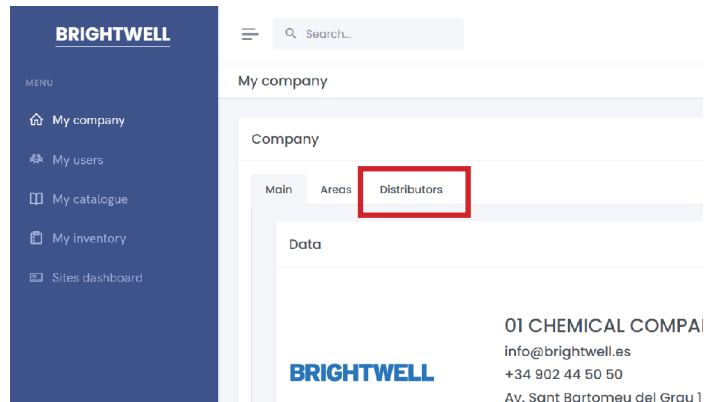 BRIGHTWELL
Search...
MENU
My company
My company
My users
My catalogue
My inventory
Sites dashboard
Company
Main Areas Distributors
Data
BRIGHTWELL
01 CHEMICAL COMPA
info@brightwell.es
+34 902 44 50 50
Av. Sant Bartomeu del Grau 1